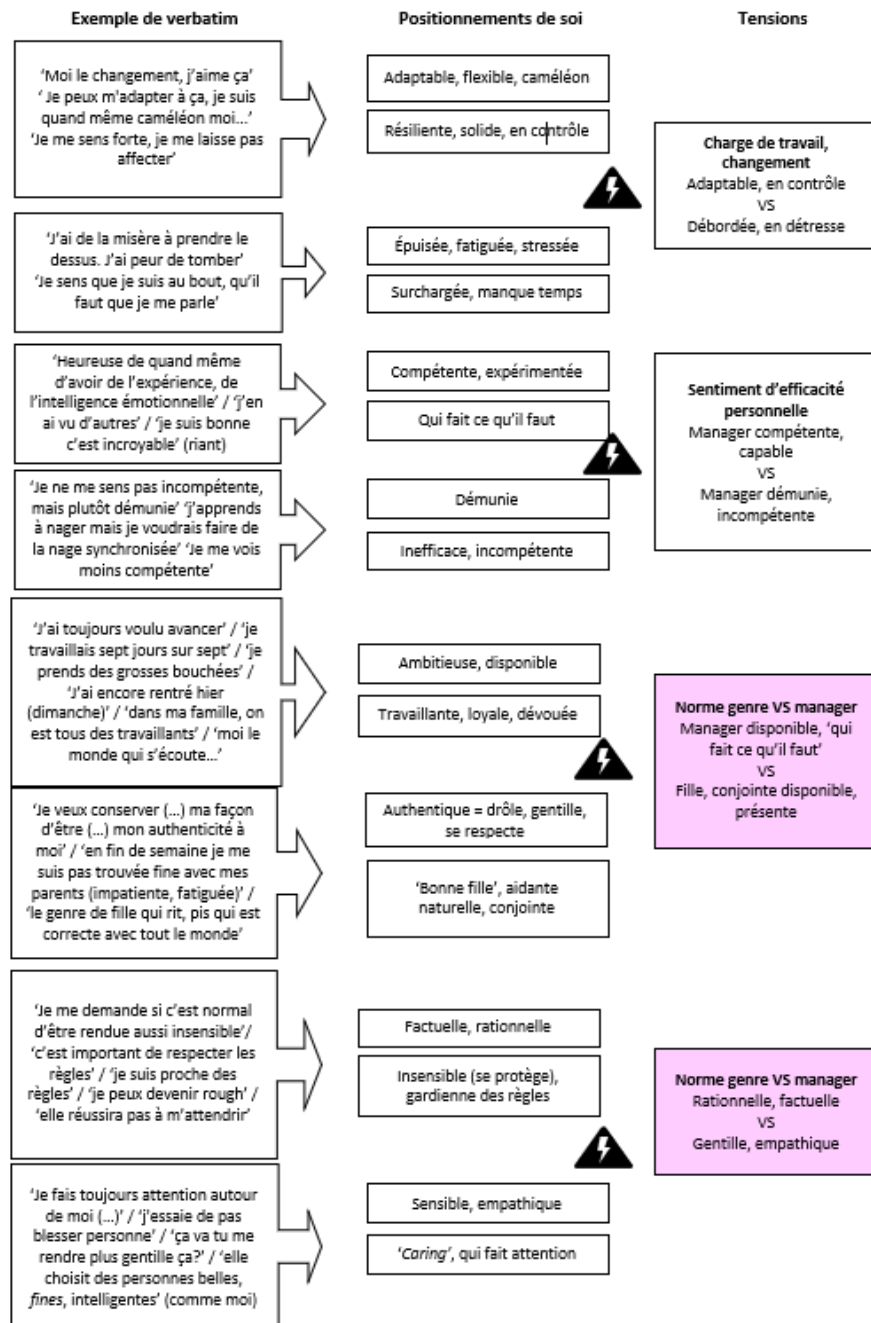 Exemple de verbatim
Positionnements de soi
Tensions
‘Moi le changement, j’aime ça’
‘ Je peux m'adapter à ça, je suis
quand même caméléon moi...’
‘Je me sens forte, je me laisse pas
affecter’
Adaptable, flexible, caméléon
Résiliente, solide, en contrôle
Charge de travail,
changement
Adaptable, en contrôle
VS
Débordée, en détresse
‘J’ai de la misère à prendre le
dessus. J’ai peur de tomber’
‘Je sens que je suis au bout, qu’il
faut que je me parle’
Épuisée, fatiguée, stressée
Surchargée, manque temps
‘Heureuse de quand même
d’avoir de l’expérience, de
l’intelligence émotionnelle’ / ‘j’en
ai vu d’autres’ / ‘je suis bonne
c’est incroyable’ (riant)
Compétente, expérimentée
Qui fait ce qu’il faut
Sentiment d’efficacité
personnelle
Manager compétente,
capable
VS
Manager démunie,
incompétente
‘Je ne me sens pas incompétente,
mais plutôt démunie’ ‘j’apprends
à nager mais je voudrais faire de
la nage synchronisée’ ‘Je me vois
moins compétente’
Démunie
Inefficace, incompétente
‘J’ai toujours voulu avancer’ / ‘je
travaillais sept jours sur sept’ / ‘je
prends des grosses bouchées’ /
‘J’ai encore rentré hier
(dimanche)’ / ‘dans ma famille, on
est tous des travaillants’ / ‘moi le
monde qui s’écoute...’
Ambitieuse, disponible
Travaillante, loyale, dévouée
Norme genre VS manager
Manager disponible, ‘qui
fait ce qu’il faut’
VS
Fille, conjointe disponible,
présente
‘Je veux conserver (...) ma façon
d’être (...) mon authenticité à
moi’ / ‘en fin de semaine je me
suis pas trouvée fine avec mes
parents (impatiente, fatiguée)’ /
‘le genre de fille qui rit, pis qui est
correcte avec tout le monde’
Authentique = drôle, gentille,
se respecte
‘Bonne fille’, aidante
naturelle, conjointe
‘Je me demande si c’est normal
d’être rendue aussi insensible’/
‘c’est important de respecter les
règles’ / ‘je suis proche des
règles’ / ‘je peux devenir rough’ /
‘elle réussira pas à m’attendrir’
Factuelle, rationnelle
Insensible (se protège),
gardienne des règles
Norme genre VS manager
Rationnelle, factuelle
VS
Gentille, empathique
‘Je fais toujours attention autour
de moi (...)’ / ‘j’essaie de pas
blesser personne’ / ‘ça va tu me
rendre plus gentille ça?’ / ‘elle
choisit des personnes belles,
fines, intelligentes’ (comme moi)
Sensible, empathique
‘Caring’, qui fait attention